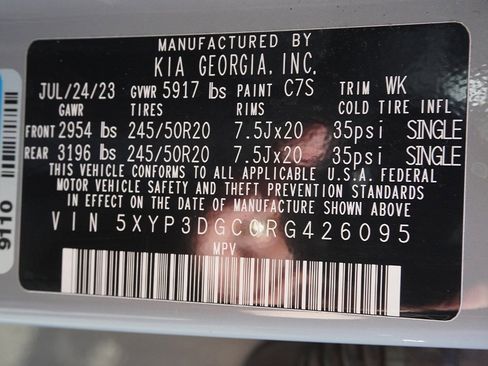 MANUFACTURED BY
KIA GEORGIA, INC.
JUL/24/23 GVWR 5917 lbs PAINT C7S TRIM WK
GAWR TIRES RIMS COLD TIRE INFL
FRONT 2954 lbs 245/50R20 7.5Jx20 35psi SINGLE
REAR 3196 lbs 245/50R20 7.5Jx20 35psi SINGLE
THIS VEHICLE CONFORMS TO ALL APPLICABLE U.S.A. FEDERAL
MOTOR VEHICLE SAFETY AND THEFT PREVENTION STANDARDS
IN EFFECT ON THE DATE OF MANUFACTURE SHOWN ABOVE
VIN 5XYP3DGC0RG426095
MPV
9110